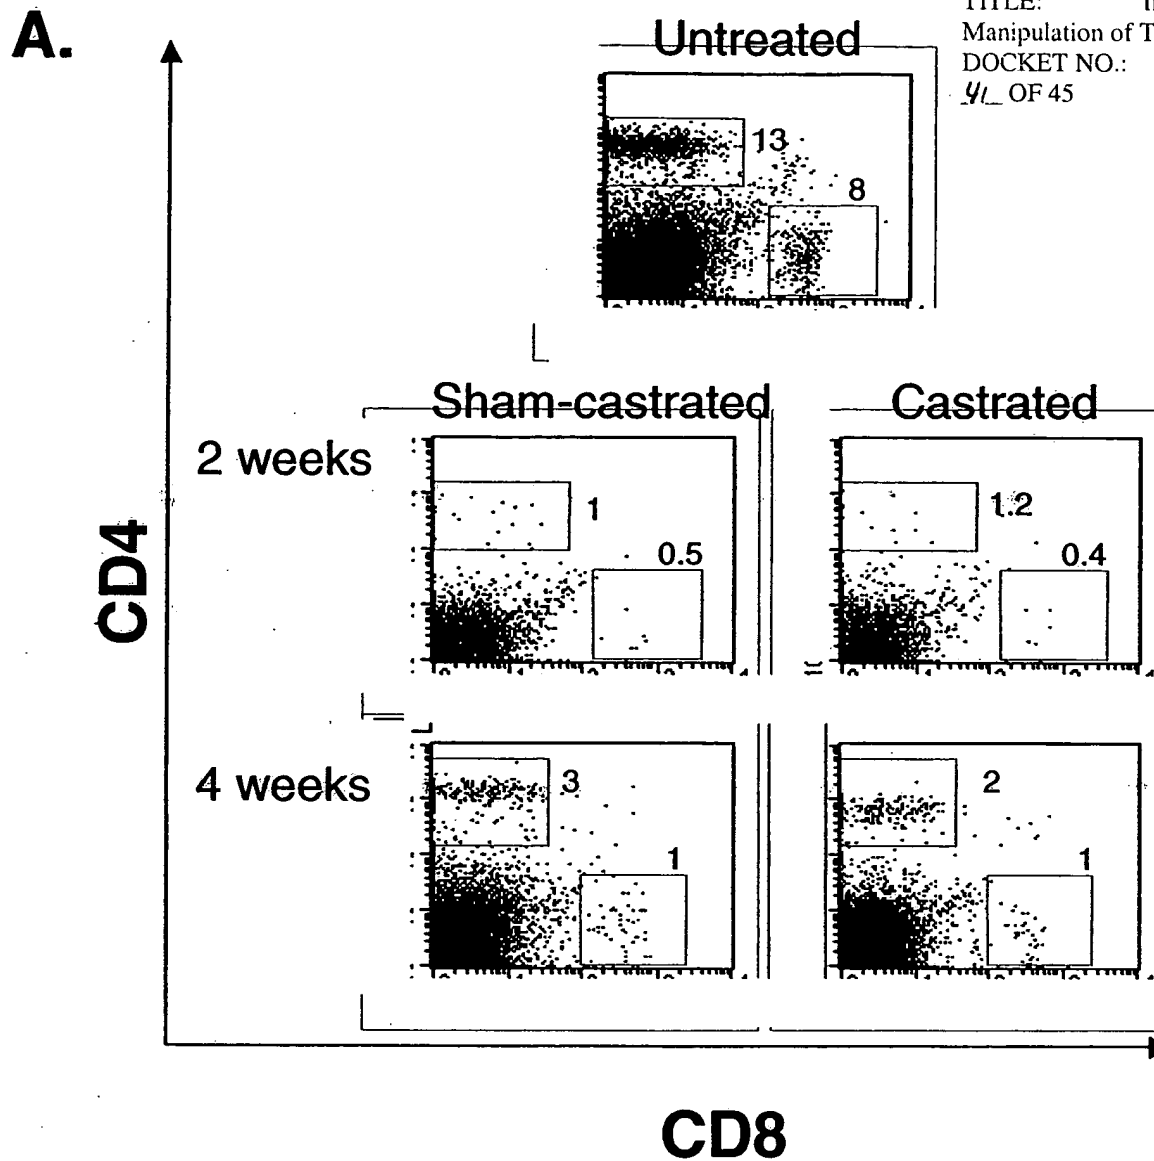 A.
TITLE:
Manipulation of T
DOCKET NO.:
41 OF 45
Untreated
13
8
Sham-castrated
Castrated
2 weeks
1
0.5
1.2
0.4
4 weeks
3
1
2
1
CD4
CD8